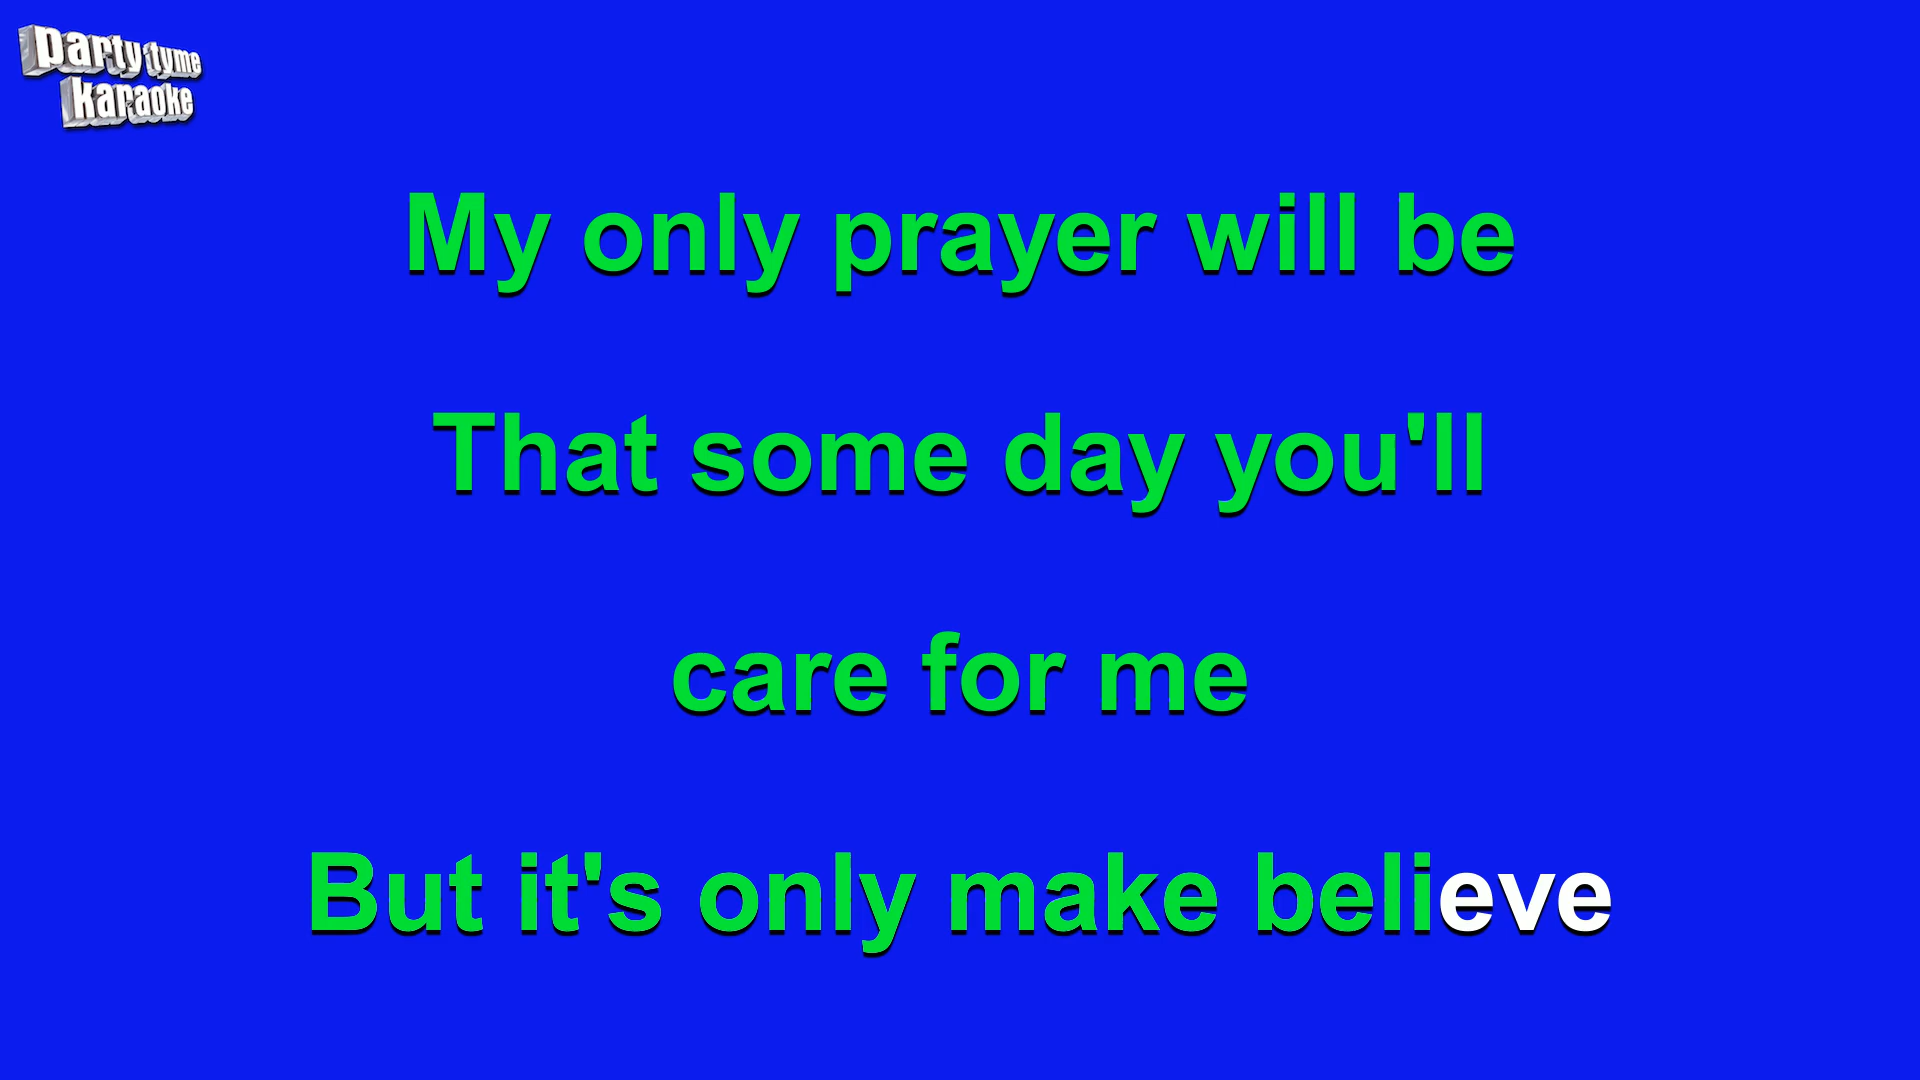 party tyme
karaoke
My only prayer will be
That some day you'll
care for me
But it's only make believe